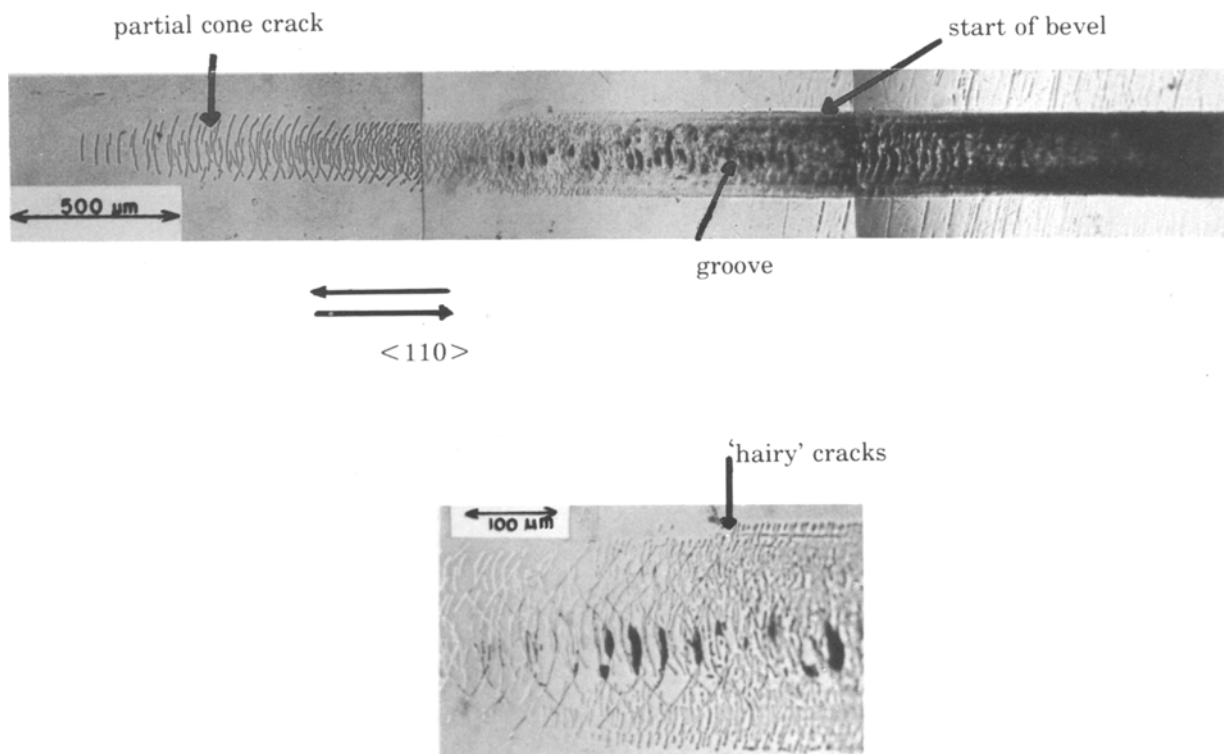 partial cone crack
start of bevel
500 μm
groove
<110>
‘hairy’ cracks
100 μm